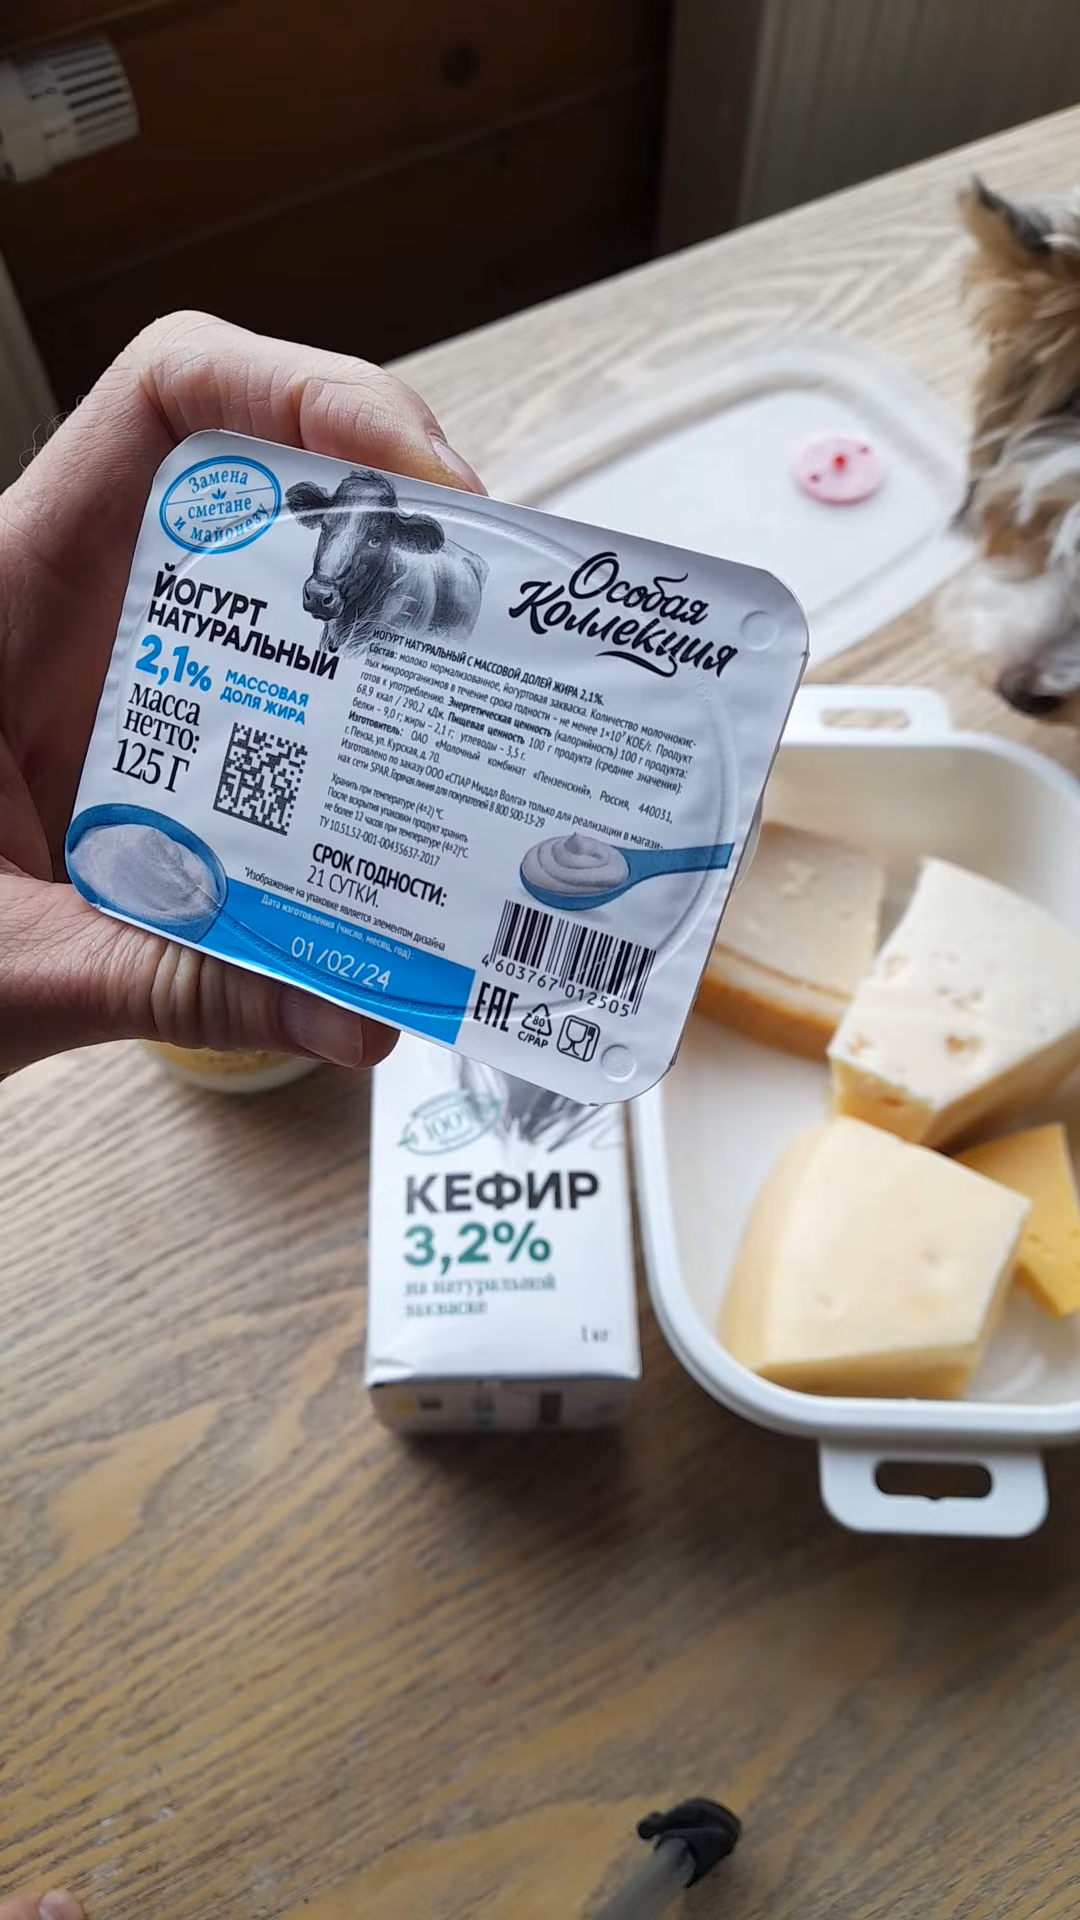 Замена
сметане
и майонезу
Особая
Коллекция
ЙОГУРТ
НАТУРАЛЬНЫЙ
2,1% МАССОВАЯ
ДОЛЯ ЖИРА
масса
нетто:
125 г
ЙОГУРТ НАТУРАЛЬНЫЙ С МАССОВОЙ ДОЛЕЙ ЖИРА 2,1%.
Состав: молоко нормализованное, йогуртовая закваска. Количество молочнокис-
лых микроорганизмов в течение срока годности – не менее 1*10⁷ КОЕ/г. Продукт
готов к употреблению. Энергетическая ценность (калорийность) 100 г продукта:
68,9 ккал / 290,2 кДж. Пищевая ценность 100 г продукта (средние значения):
белки – 9,0 г; жиры – 2,1 г; углеводы – 3,5 г.
Изготовитель: ОАО «Молочный комбинат «Пензенский», Россия, 440031,
г. Пенза, ул. Курская, д. 70.
Изготовлено по заказу ООО «СПАР Миддл Волга» только для реализации в магази-
нах сети SPAR. Горячая линия для покупателей 8 800 500-13-29
Хранить при температуре (4±2) °С.
После вскрытия упаковки продукт хранить
не более 12 часов при температуре (4±2)°С
ТУ 10.51.52-001-00435637-2017
СРОК ГОДНОСТИ:
21 СУТКИ.
*Изображение на упаковке является элементом дизайна
Дата изготовления (число, месяц, год):
01/02/24
4 603767 012505
EAC
80
C/PAP
100%
КЕФИР
3,2%
на натуральной
закваске
1 кг